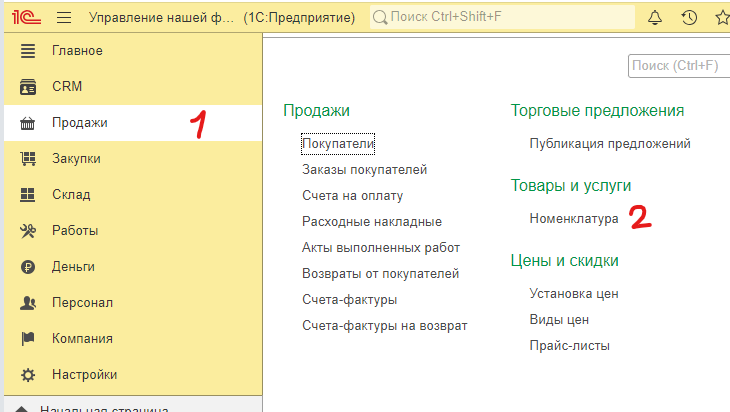 1С Управление нашей ф... (1С:Предприятие) Поиск Ctrl+Shift+F
Главное
CRM
Продажи 1
Закупки
Склад
Работы
Деньги
Персонал
Компания
Настройки
Начальная страница
Поиск (Ctrl+F)
Продажи
Покупатели
Заказы покупателей
Счета на оплату
Расходные накладные
Акты выполненных работ
Возвраты от покупателей
Счета-фактуры
Счета-фактуры на возврат
Торговые предложения
Публикация предложений
Товары и услуги
Номенклатура 2
Цены и скидки
Установка цен
Виды цен
Прайс-листы